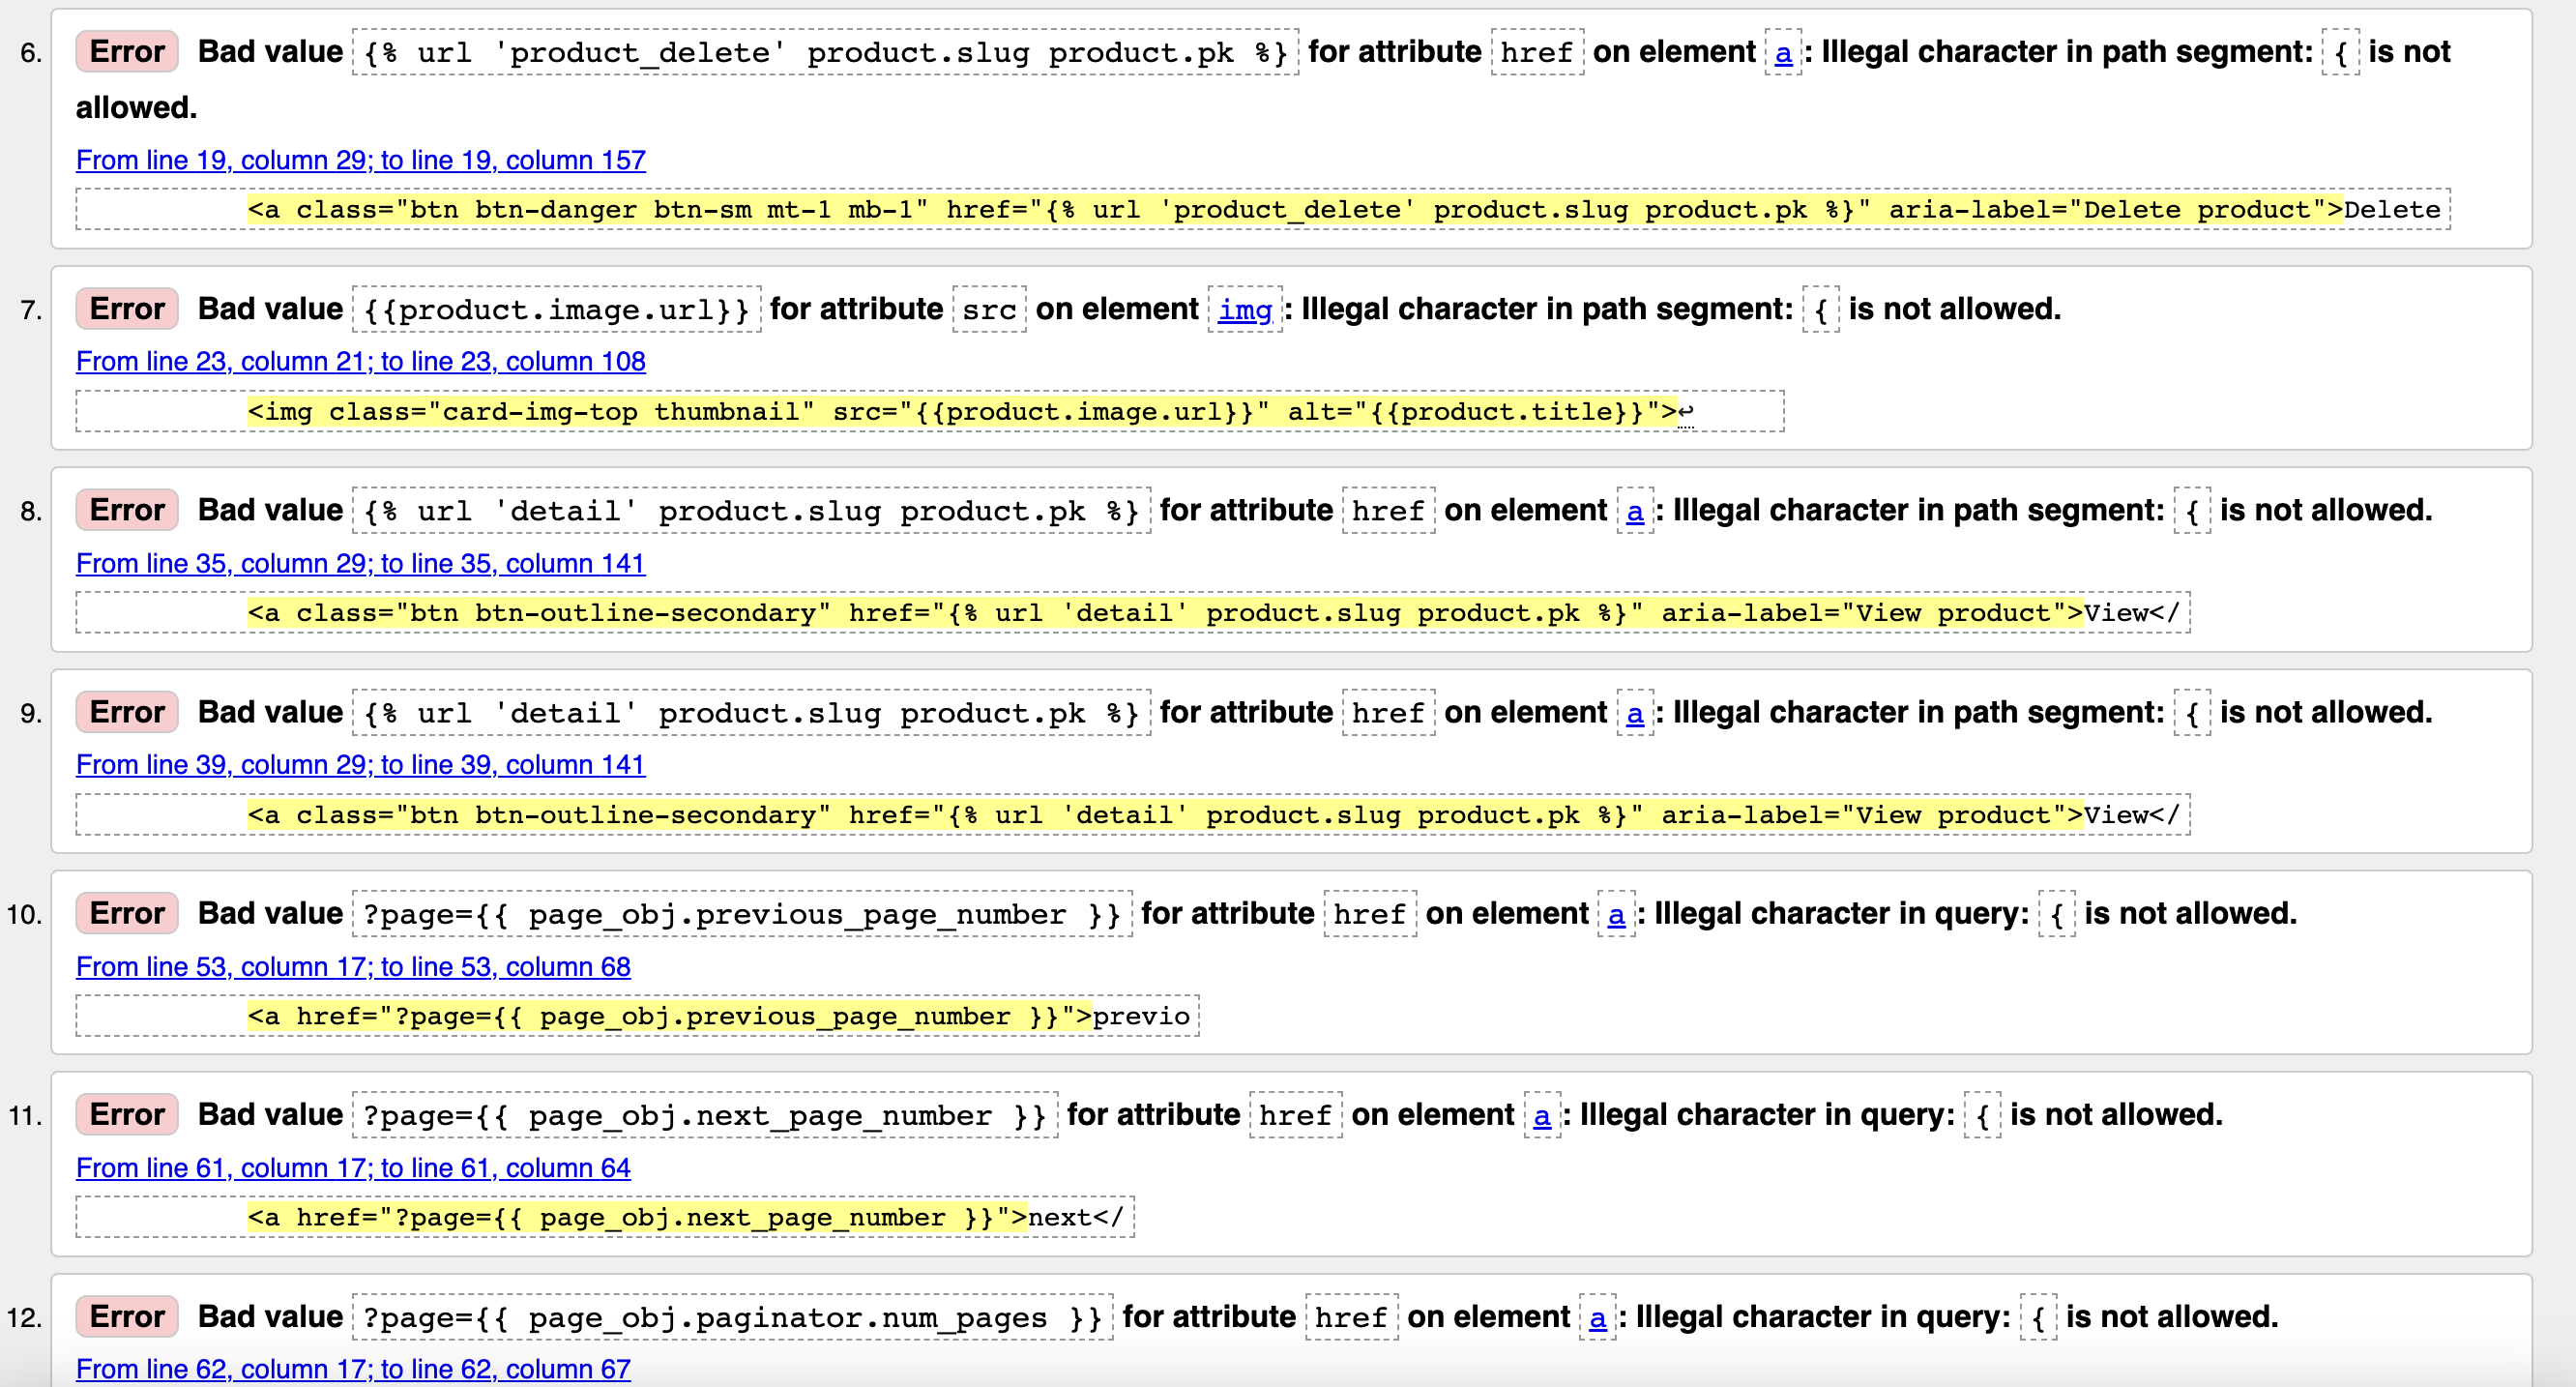 6. Error Bad value {% url 'product_delete' product.slug product.pk %} for attribute href on element a: Illegal character in path segment: { is not
allowed.
From line 19, column 29; to line 19, column 157
<a class="btn btn-danger btn-sm mt-1 mb-1" href="{% url 'product_delete' product.slug product.pk %}" aria-label="Delete product">Delete
7. Error Bad value {{product.image.url}} for attribute src on element img: Illegal character in path segment: { is not allowed.
From line 23, column 21; to line 23, column 108
<img class="card-img-top thumbnail" src="{{product.image.url}}" alt="{{product.title}}">↩
8. Error Bad value {% url 'detail' product.slug product.pk %} for attribute href on element a: Illegal character in path segment: { is not allowed.
From line 35, column 29; to line 35, column 141
<a class="btn btn-outline-secondary" href="{% url 'detail' product.slug product.pk %}" aria-label="View product">View</
9. Error Bad value {% url 'detail' product.slug product.pk %} for attribute href on element a: Illegal character in path segment: { is not allowed.
From line 39, column 29; to line 39, column 141
<a class="btn btn-outline-secondary" href="{% url 'detail' product.slug product.pk %}" aria-label="View product">View</
10. Error Bad value ?page={{ page_obj.previous_page_number }} for attribute href on element a: Illegal character in query: { is not allowed.
From line 53, column 17; to line 53, column 68
<a href="?page={{ page_obj.previous_page_number }}">previo
11. Error Bad value ?page={{ page_obj.next_page_number }} for attribute href on element a: Illegal character in query: { is not allowed.
From line 61, column 17; to line 61, column 64
<a href="?page={{ page_obj.next_page_number }}">next</
12. Error Bad value ?page={{ page_obj.paginator.num_pages }} for attribute href on element a: Illegal character in query: { is not allowed.
From line 62, column 17; to line 62, column 67